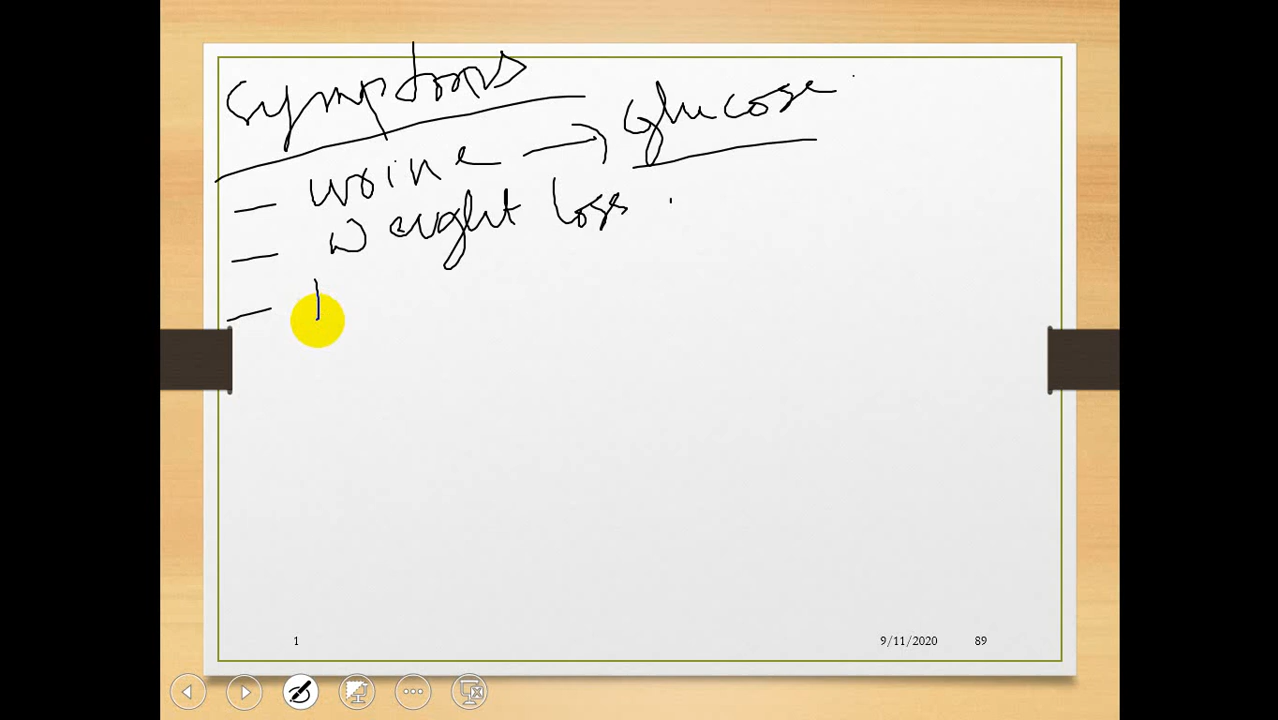 Symptoms
— urine → glucose
— weight loss.
—
1
9/11/2020
89